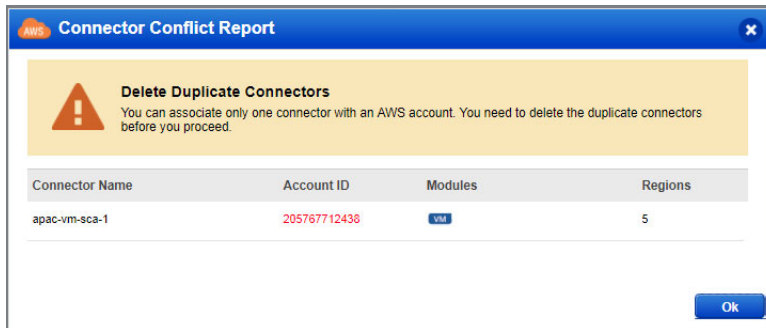 AWS Connector Conflict Report
Delete Duplicate Connectors
You can associate only one connector with an AWS account. You need to delete the duplicate connectors
before you proceed.
Connector Name Account ID Modules Regions
apac-vm-sca-1 205767712438 VM 5
Ok